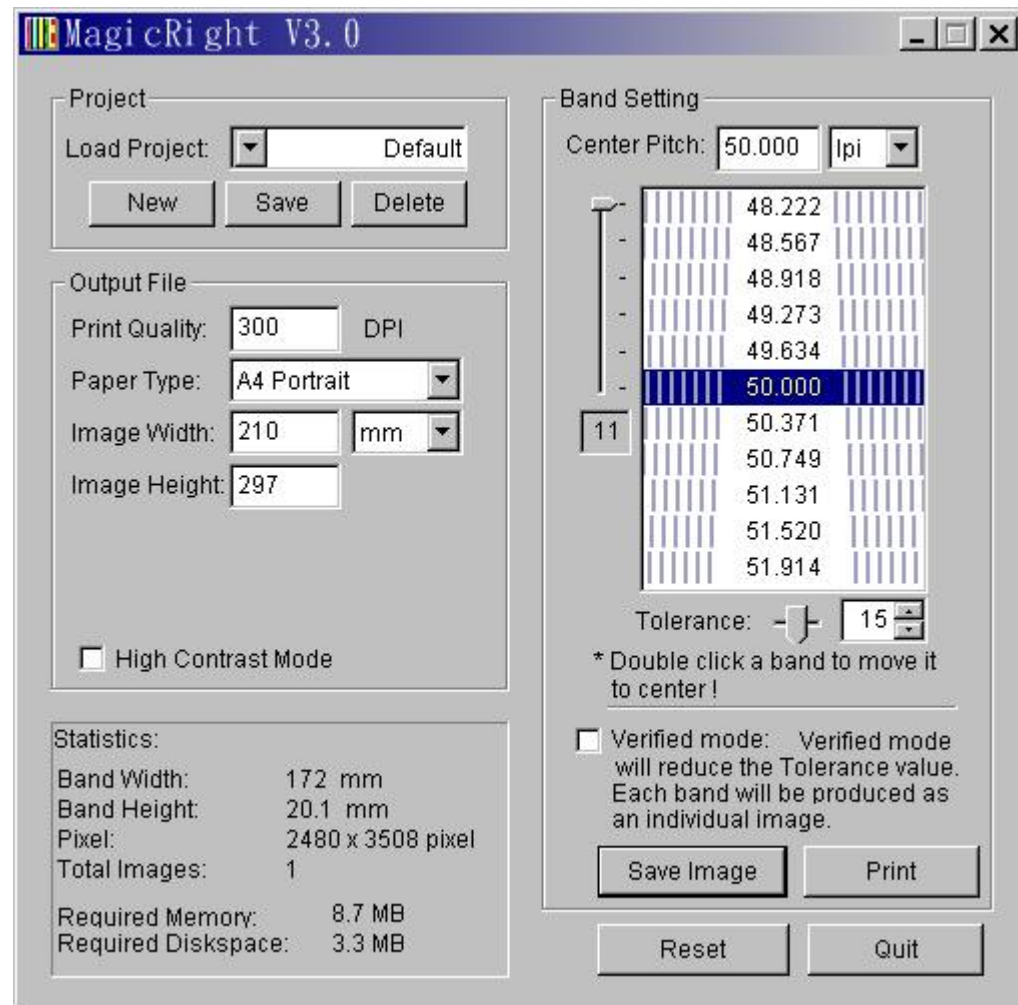 MagicRight V3.0
Project
Load Project: Default
New Save Delete
Output File
Print Quality: 300 DPI
Paper Type: A4 Portrait
Image Width: 210 mm
Image Height: 297
High Contrast Mode
Statistics:
Band Width: 172 mm
Band Height: 20.1 mm
Pixel: 2480 x 3508 pixel
Total Images: 1
Required Memory: 8.7 MB
Required Diskspace: 3.3 MB
Band Setting
Center Pitch: 50.000 lpi
48.222
48.567
48.918
49.273
49.634
50.000
11
50.371
50.749
51.131
51.520
51.914
Tolerance: 15
* Double click a band to move it
to center !
Verified mode: Verified mode
will reduce the Tolerance value.
Each band will be produced as
an individual image.
Save Image Print
Reset Quit